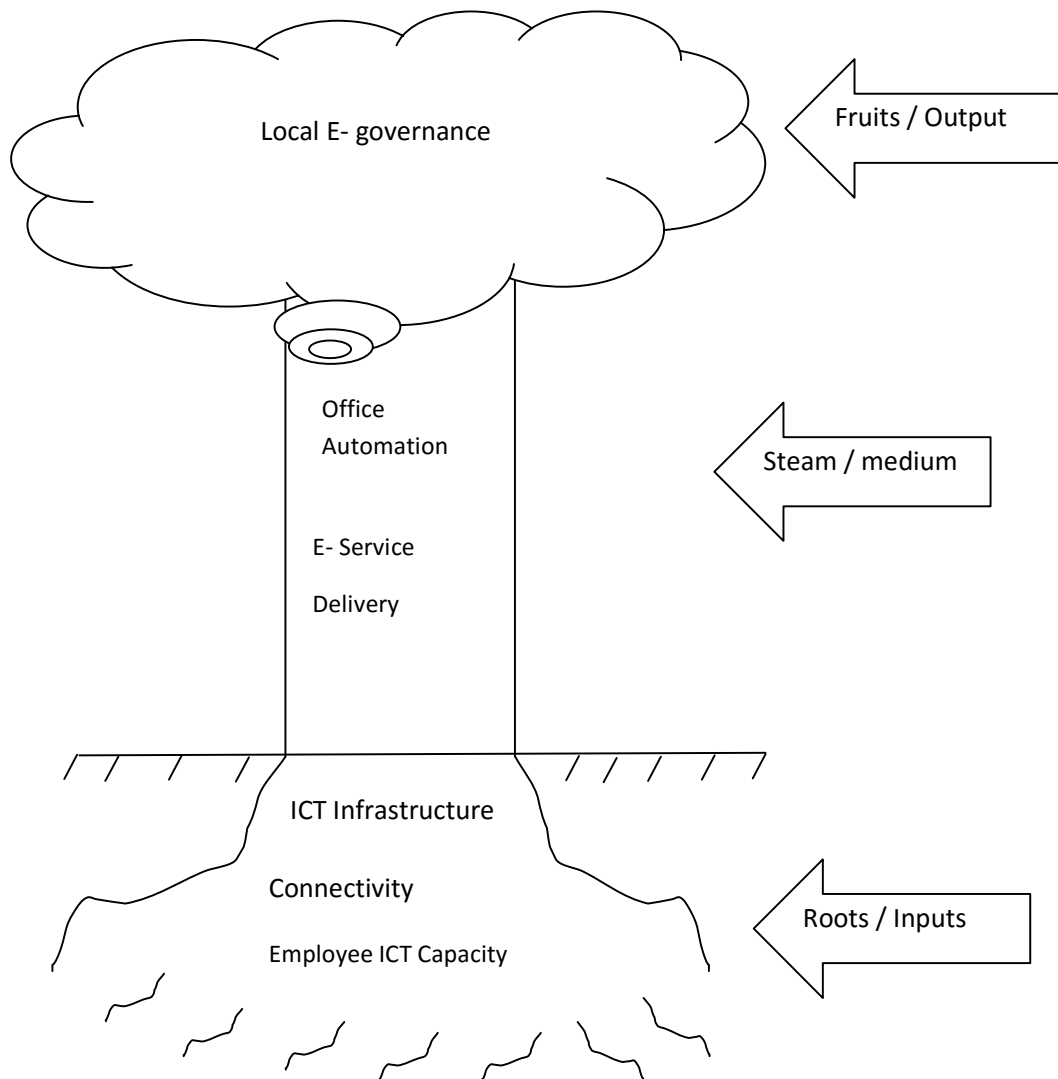 Local E- governance
Fruits / Output
Office
Automation
Steam / medium
E- Service
Delivery
ICT Infrastructure
Connectivity
Roots / Inputs
Employee ICT Capacity